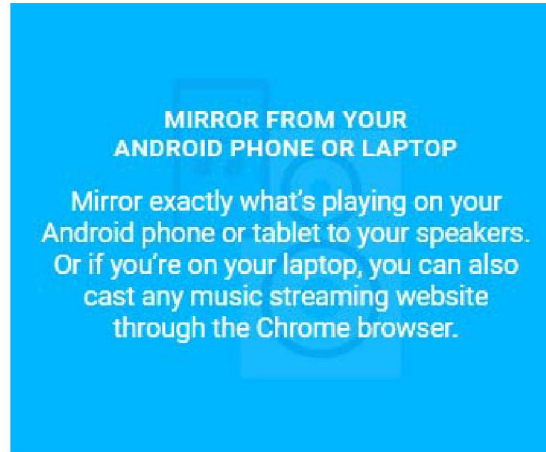 MIRROR FROM YOUR
ANDROID PHONE OR LAPTOP
Mirror exactly what's playing on your
Android phone or tablet to your speakers.
Or if you're on your laptop, you can also
cast any music streaming website
through the Chrome browser.